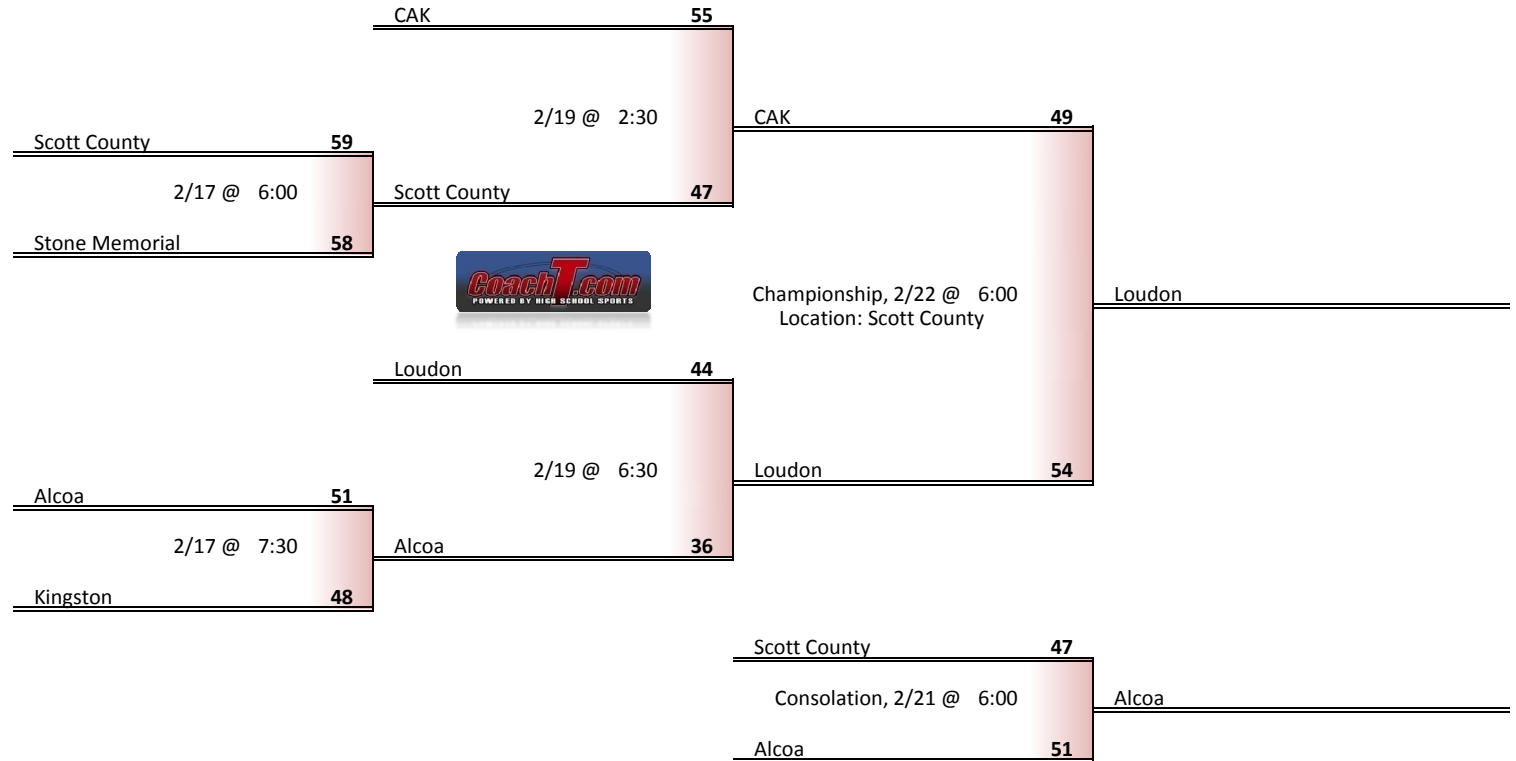 CAK 55
2/19 @ 2:30
CAK 49
Scott County 59
2/17 @ 6:00
Scott County 47
Stone Memorial 58
CoachT.com
POWERED BY HIGH SCHOOL SPORTS
Championship, 2/22 @ 6:00
Location: Scott County
Loudon
Loudon 44
2/19 @ 6:30
Loudon 54
Alcoa 51
2/17 @ 7:30
Alcoa 36
Kingston 48
Scott County 47
Consolation, 2/21 @ 6:00
Alcoa
Alcoa 51